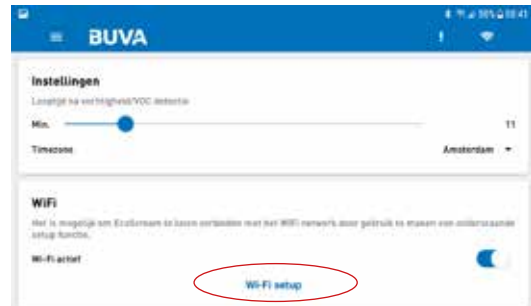 BUVA
Instellingen
Looptijd na vochtigheid/VOC detectie
Min. 11
Timezone Amsterdam
WiFi
Het is mogelijk om EcoStream te laten verbinden met het WiFi netwerk door gebruik te maken van onderstaande
setup functie.
Wi-Fi actief
Wi-Fi setup